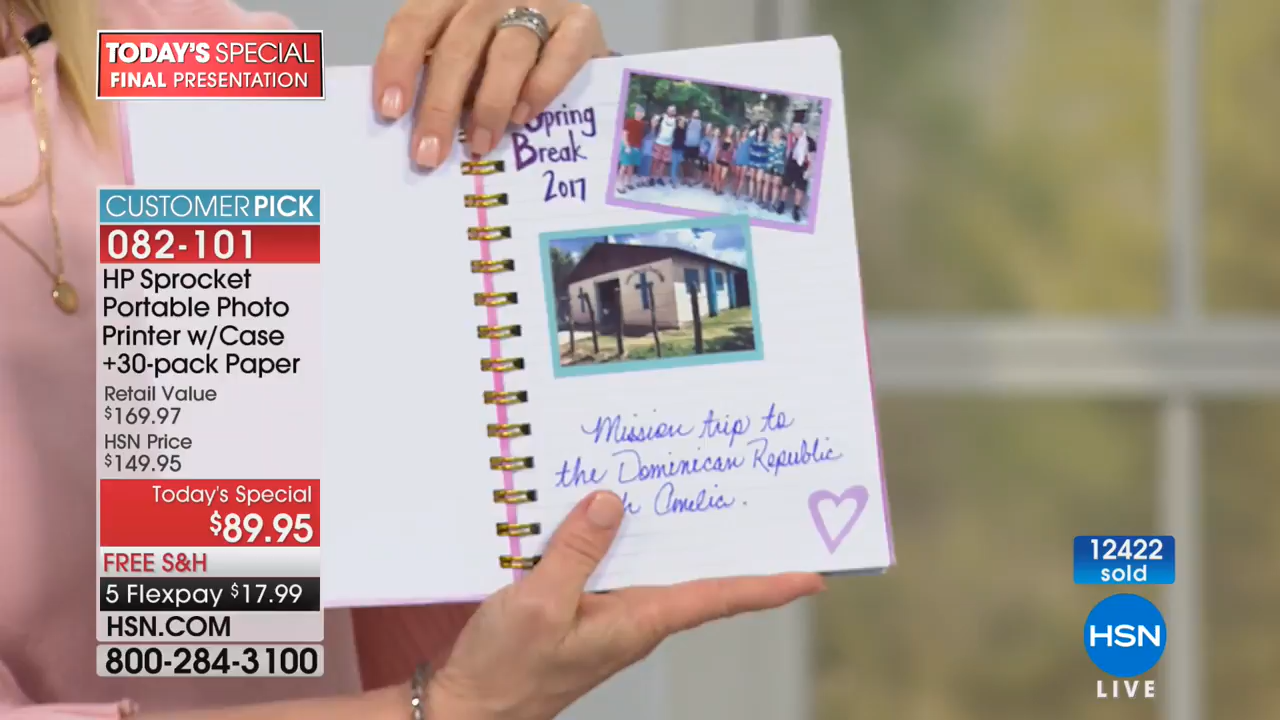 TODAY'S SPECIAL
FINAL PRESENTATION
CUSTOMER PICK
082-101
HP Sprocket
Portable Photo
Printer w/Case
+30-pack Paper
Retail Value
$169.97
HSN Price
$149.95
Today's Special
$89.95
FREE S&H
5 Flexpay $17.99
HSN.COM
800-284-3100
Spring
Break
2017
Mission trip to
the Dominican Republic
Amelia.
12422
sold
HSN
LIVE